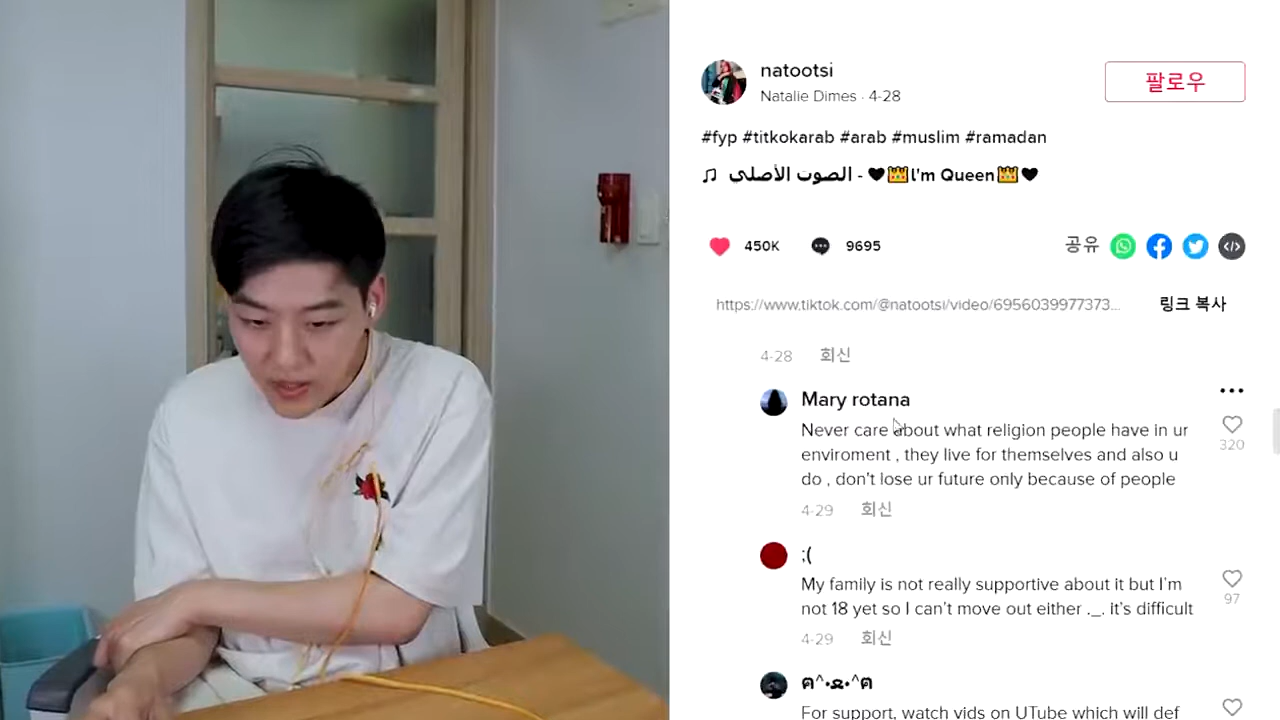 natootsi
Natalie Dimes · 4-28
팔로우
#fyp #titkokarab #arab #muslim #ramadan
♫ الصوت الأصلي - 🖤👑I'm Queen👑🖤
450K
9695
공유
https://www.tiktok.com/@natootsi/video/6956039977373...
링크 복사
4-28 회신
Mary rotana
Never care about what religion people have in ur
enviroment , they live for themselves and also u
do , don't lose ur future only because of people
320
4-29 회신
;(
My family is not really supportive about it but I'm
not 18 yet so I can't move out either ._. it's difficult
97
4-29 회신
ฅ^•ﻌ•^ฅ
For support, watch vids on UTube which will def